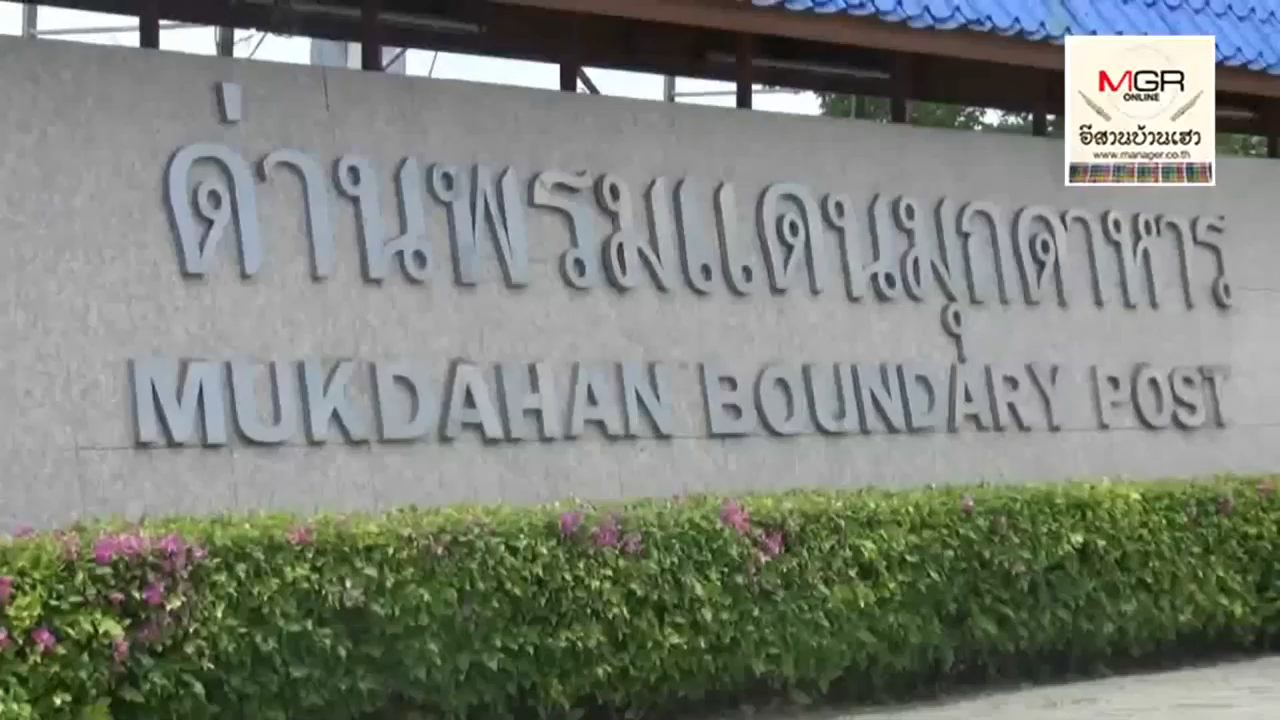 MGR
ONLINE
อีสานบ้านเฮา
www.manager.co.th
ด่านพรมแดนมุกดาหาร
MUKDAHAN BOUNDARY POST